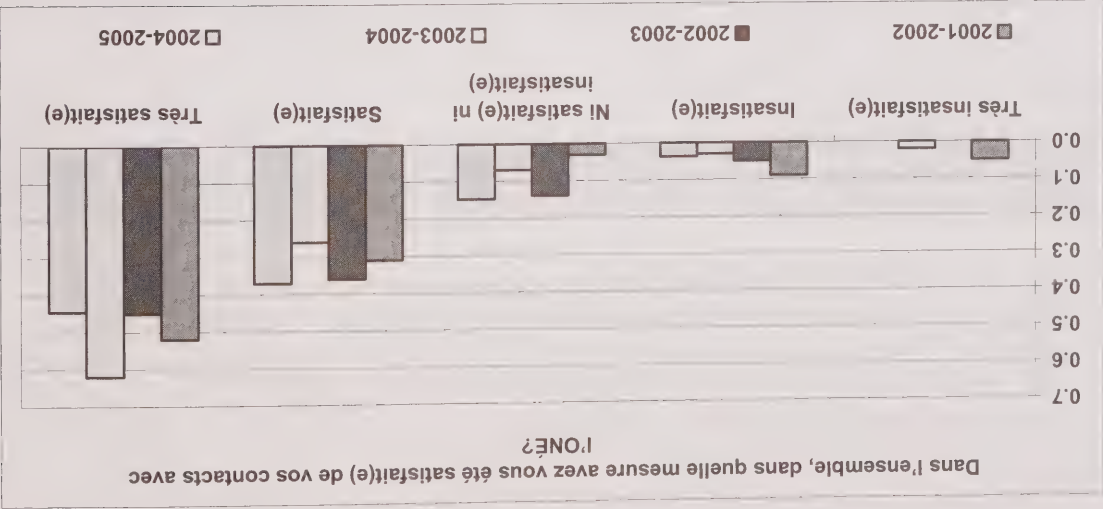 Dans l'ensemble, dans quelle mesure avez vous été satisfait(e) de vos contacts avec
l'ONÉ?
0.7
0.6
0.5
0.4
0.3
0.2
0.1
0.0
Très insatisfait(e)
Insatisfait(e)
Ni satisfait(e) ni
insatisfait(e)
Satisfait(e)
Très satisfait(e)
2001-2002
2002-2003
2003-2004
2004-2005